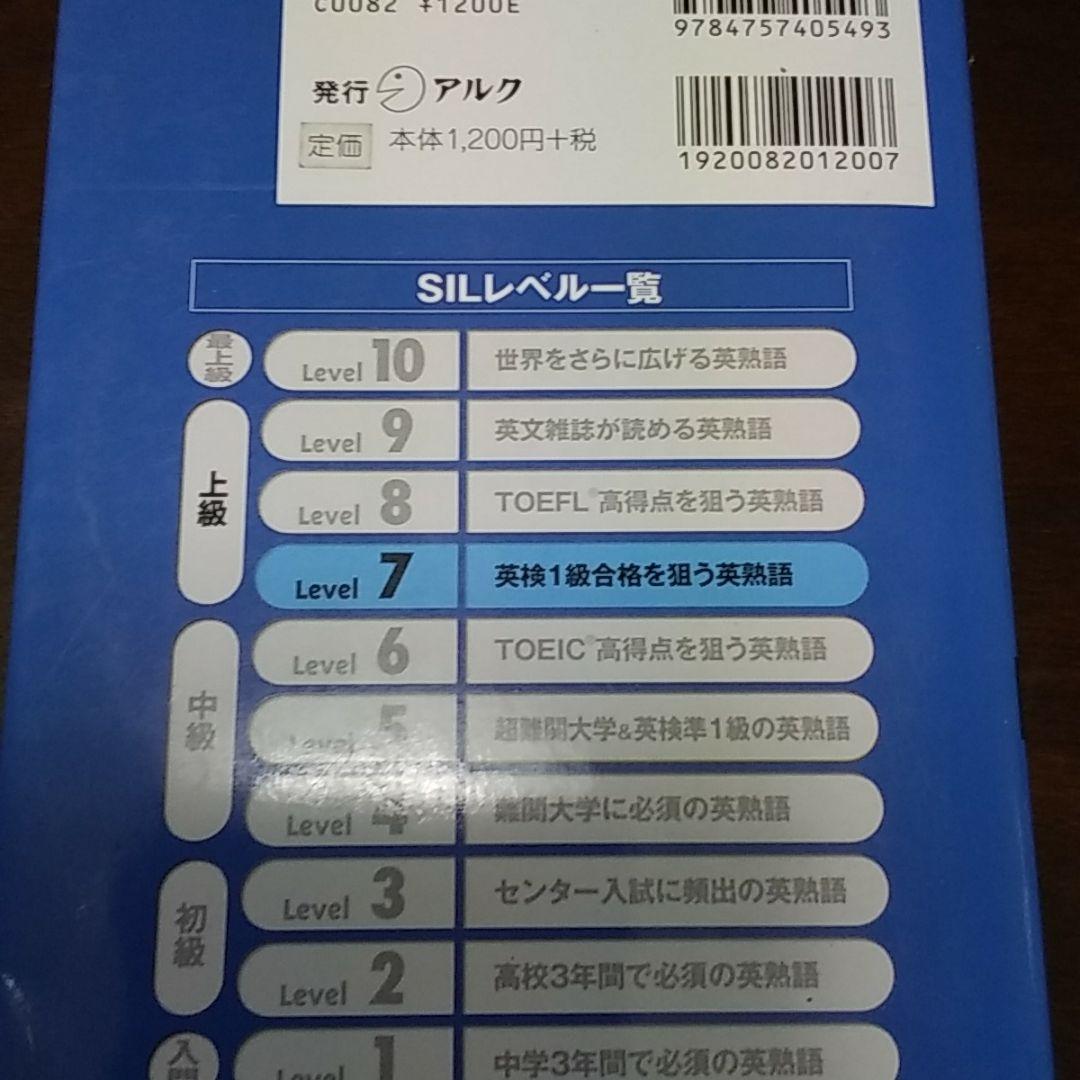 C0082 ¥1200E
9784757405493
発行 アルク
定価 本体1,200円+税
1920082012007
SILレベル一覧
最上級
Level 10 世界をさらに広げる英熟語
上級
Level 9 英文雑誌が読める英熟語
Level 8 TOEFL®高得点を狙う英熟語
Level 7 英検1級合格を狙う英熟語
中級
Level 6 TOEIC®高得点を狙う英熟語
Level 5 超難関大学&英検準1級の英熟語
Level 4 難関大学に必須の英熟語
初級
Level 3 センター入試に頻出の英熟語
Level 2 高校3年間で必須の英熟語
入門
Level 1 中学3年間で必須の英熟語